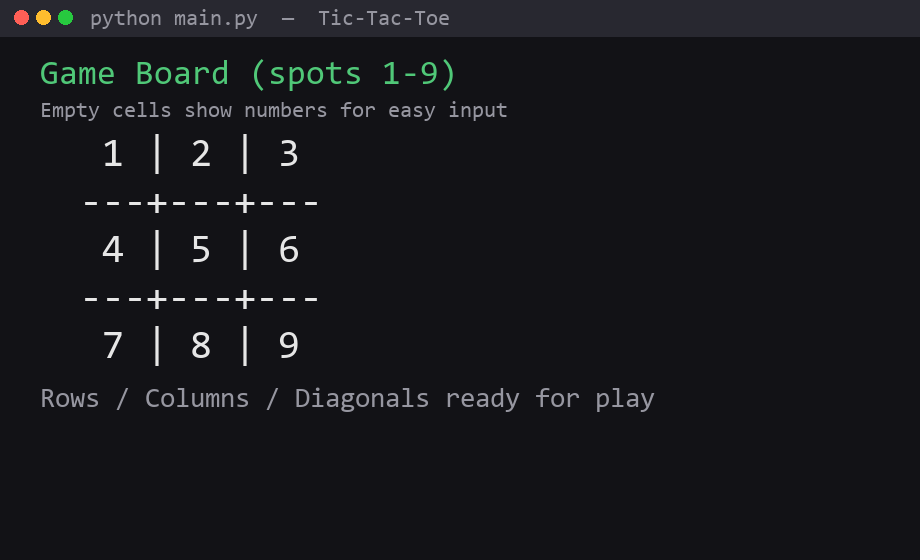 python main.py  —  Tic-Tac-Toe
Game Board (spots 1-9)
Empty cells show numbers for easy input
1 | 2 | 3
---+---+---
4 | 5 | 6
---+---+---
7 | 8 | 9
Rows / Columns / Diagonals ready for play